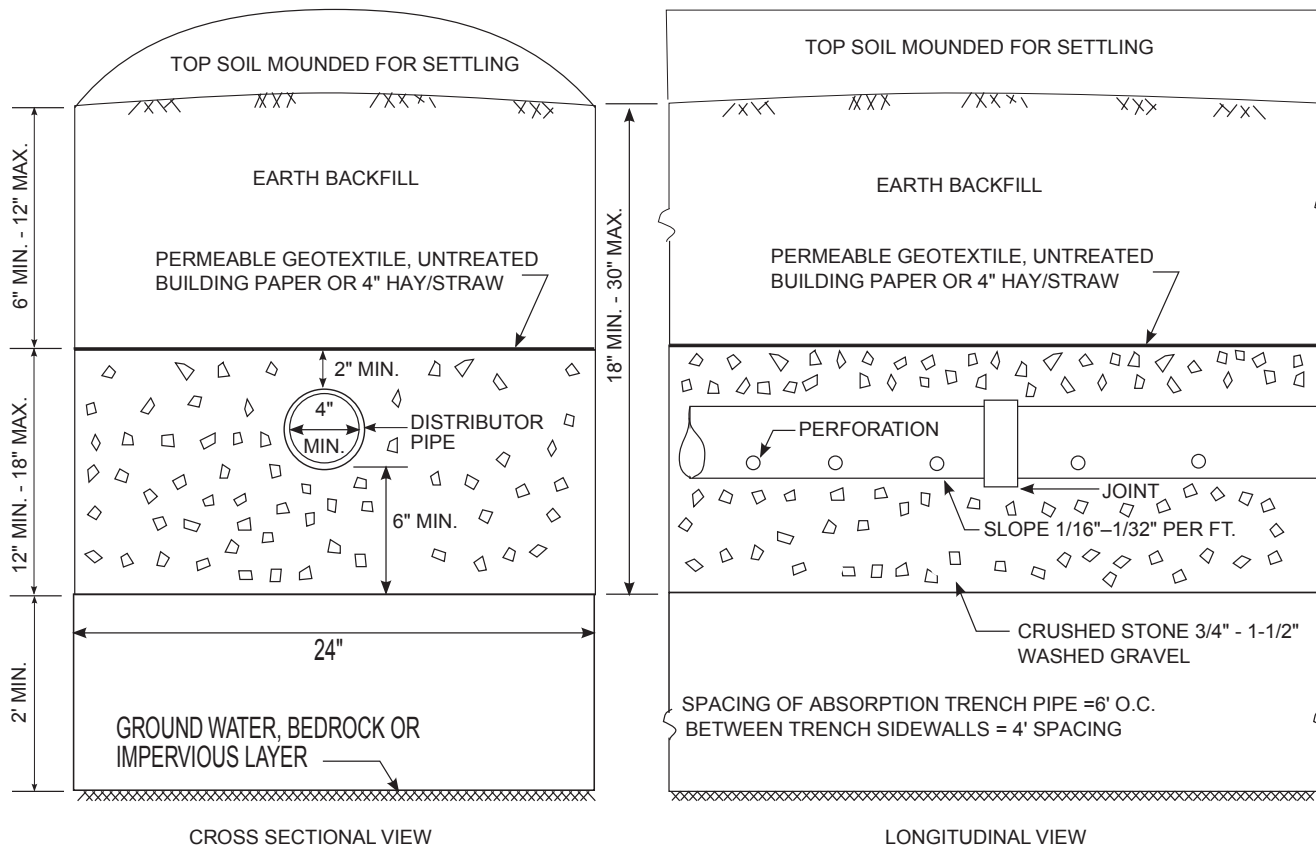 TOP SOIL MOUNDED FOR SETTLING
EARTH BACKFILL
6" MIN. - 12" MAX.
PERMEABLE GEOTEXTILE, UNTREATED
BUILDING PAPER OR 4" HAY/STRAW
2" MIN.
4"
MIN.
DISTRIBUTOR
PIPE
6" MIN.
12" MIN. - 18" MAX.
18" MIN. - 30" MAX.
24"
2' MIN.
GROUND WATER, BEDROCK OR
IMPERVIOUS LAYER
CROSS SECTIONAL VIEW
TOP SOIL MOUNDED FOR SETTLING
EARTH BACKFILL
PERMEABLE GEOTEXTILE, UNTREATED
BUILDING PAPER OR 4" HAY/STRAW
PERFORATION
JOINT
SLOPE 1/16"–1/32" PER FT.
CRUSHED STONE 3/4" - 1-1/2"
WASHED GRAVEL
SPACING OF ABSORPTION TRENCH PIPE =6' O.C.
BETWEEN TRENCH SIDEWALLS = 4' SPACING
LONGITUDINAL VIEW